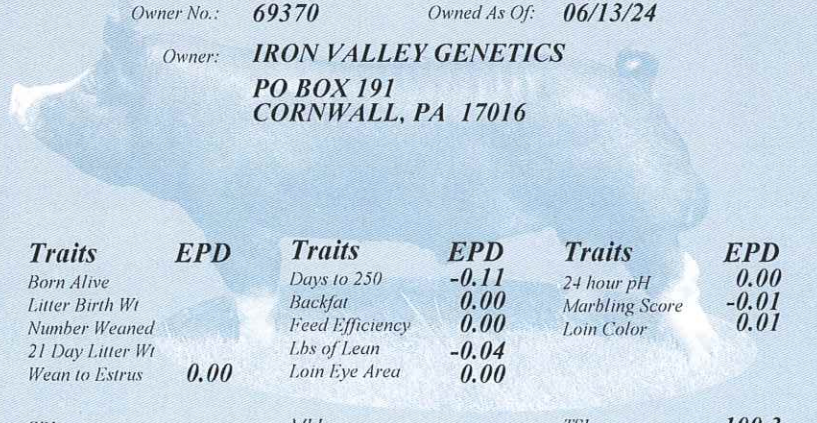 Owner No.: 69370 Owned As Of: 06/13/24
Owner: IRON VALLEY GENETICS
PO BOX 191
CORNWALL, PA 17016
Traits EPD Traits EPD Traits EPD
Born Alive Days to 250 -0.11 24 hour pH 0.00
Litter Birth Wt Backfat 0.00 Marbling Score -0.01
Number Weaned Feed Efficiency 0.00 Loin Color 0.01
21 Day Litter Wt Lbs of Lean -0.04
Wean to Estrus 0.00 Loin Eye Area 0.00